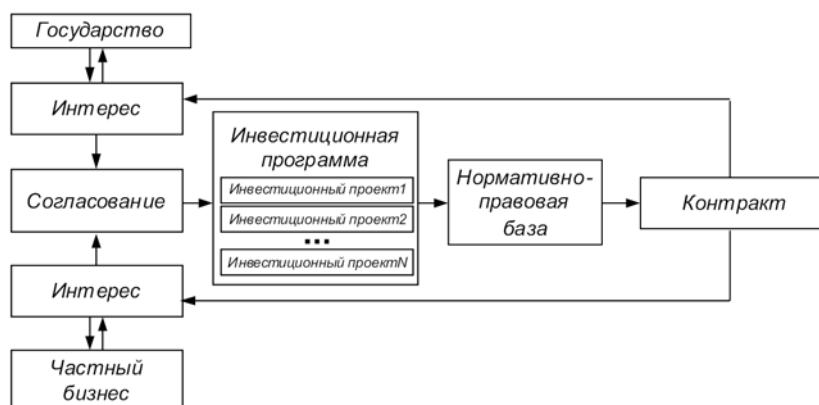 Государство
Интерес
Согласование
Интерес
Частный
бизнес
Инвестиционная
программа
Инвестиционный проект1
Инвестиционный проект2
...
Инвестиционный проектN
Нормативно-
правовая
база
Контракт